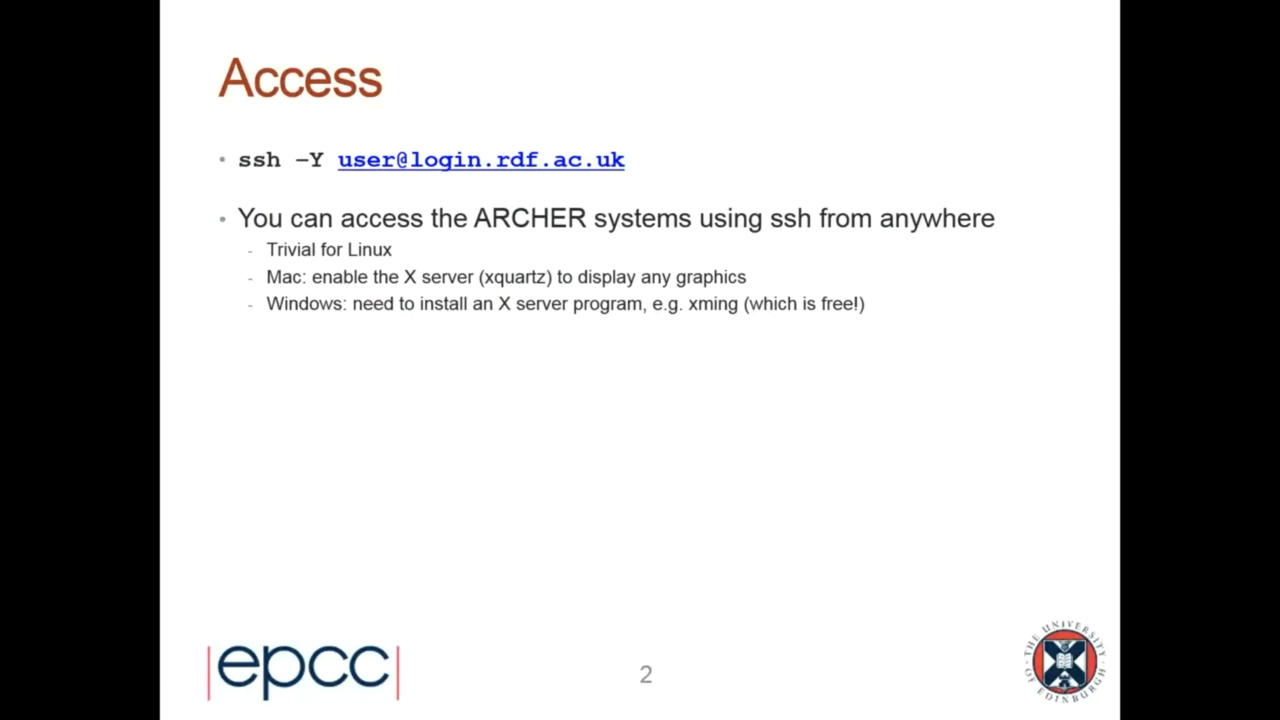 Access
• ssh –Y user@login.rdf.ac.uk
• You can access the ARCHER systems using ssh from anywhere
- Trivial for Linux
- Mac: enable the X server (xquartz) to display any graphics
- Windows: need to install an X server program, e.g. xming (which is free!)
|epcc|
2
THE UNIVERSITY OF EDINBURGH